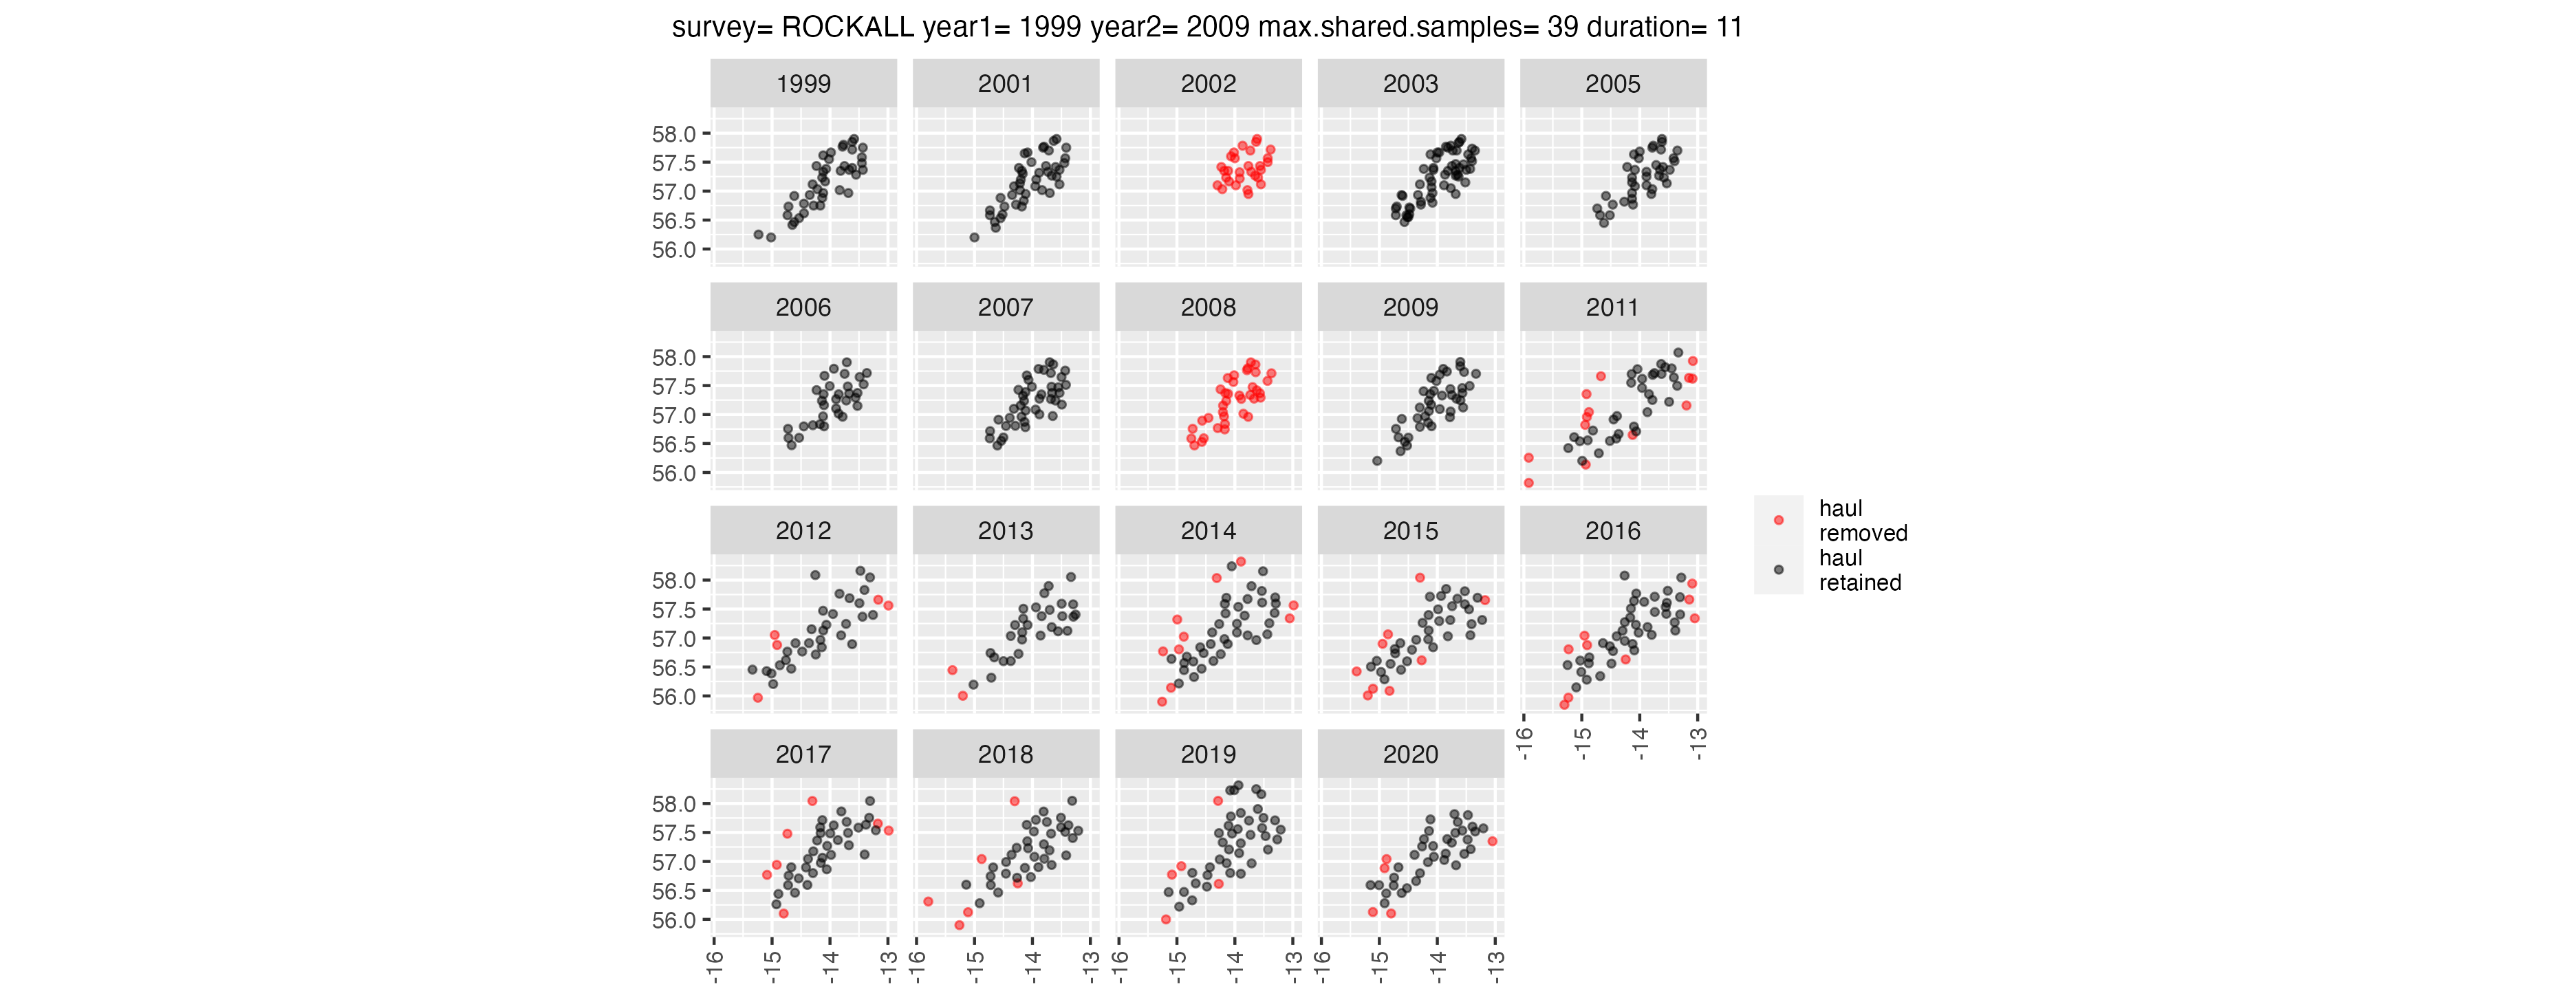 survey= ROCKALL year1= 1999 year2= 2009 max.shared.samples= 39 duration= 11
1999 2001 2002 2003 2005
58.0
57.5
57.0
56.5
56.0
2006 2007 2008 2009 2011
58.0
57.5
57.0
56.5
56.0
haul
removed
haul
retained
2012 2013 2014 2015 2016
58.0
57.5
57.0
56.5
56.0
-16 -15 -14 -13
2017 2018 2019 2020
58.0
57.5
57.0
56.5
56.0
-16 -15 -14 -13 -16 -15 -14 -13 -16 -15 -14 -13 -16 -15 -14 -13